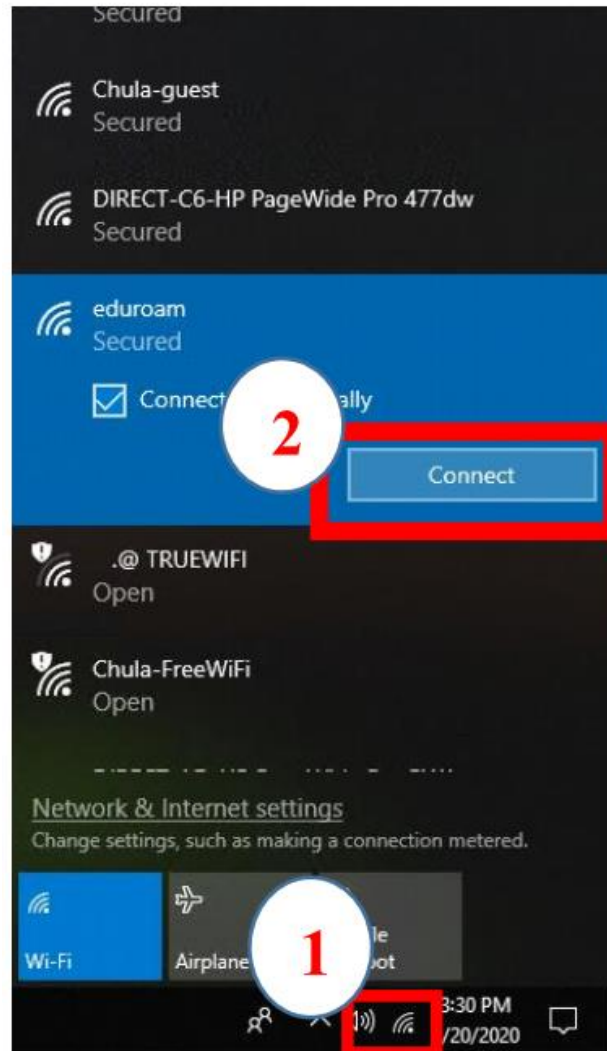 Secured
Chula-guest
Secured
DIRECT-C6-HP PageWide Pro 477dw
Secured
eduroam
Secured
Connect ally
2
Connect
.@ TRUEWIFI
Open
Chula-FreeWiFi
Open
Network & Internet settings
Change settings, such as making a connection metered.
le
Wi-Fi Airplane 1 ot
3:30 PM
/20/2020